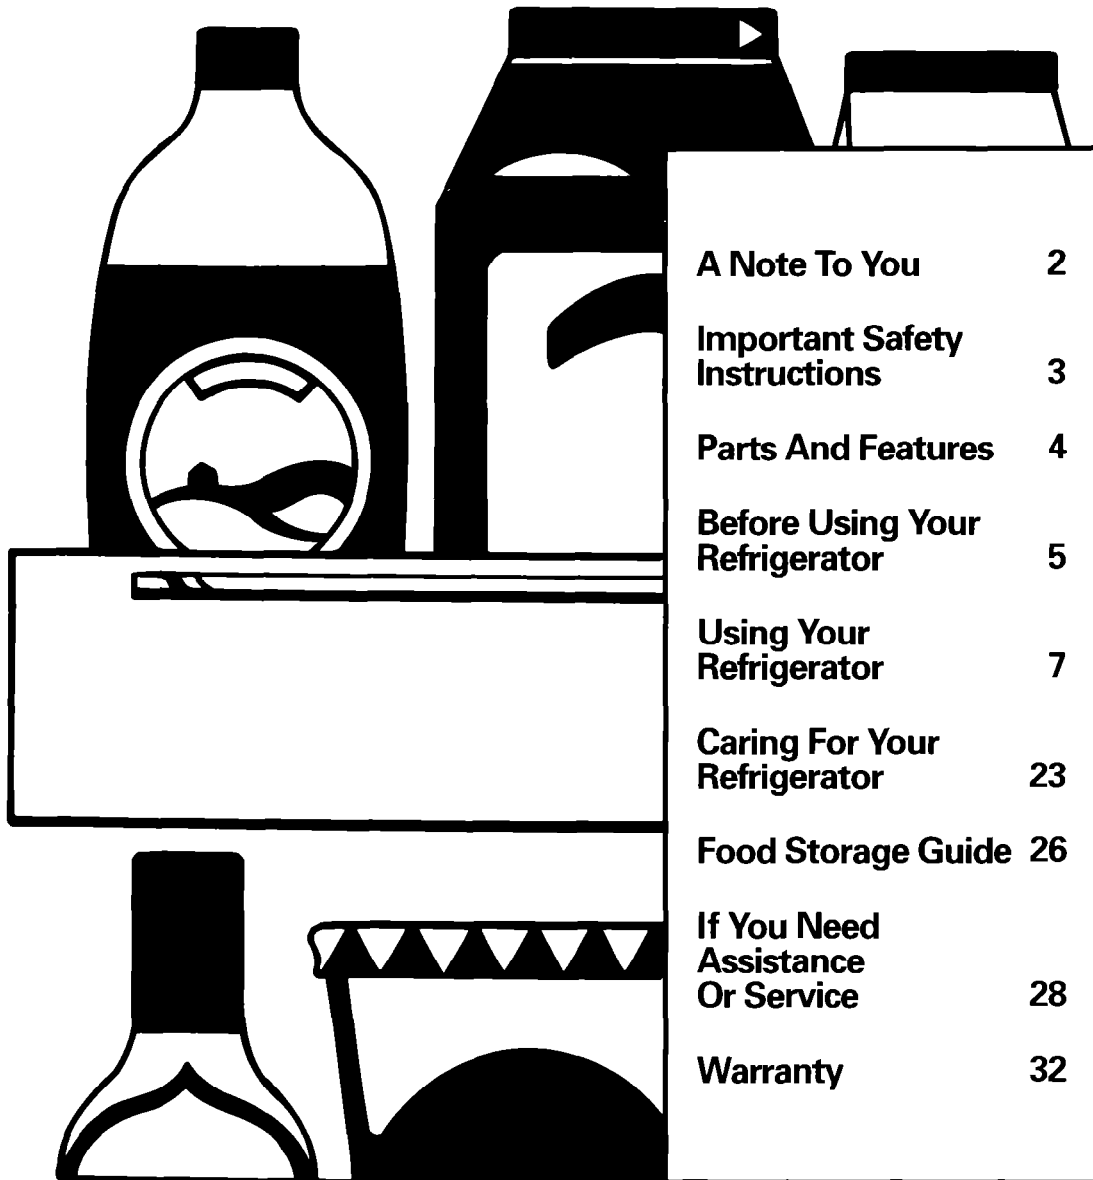 A Note To You 2
Important Safety
Instructions 3
Parts And Features 4
Before Using Your
Refrigerator 5
Using Your
Refrigerator 7
Caring For Your
Refrigerator 23
Food Storage Guide 26
If You Need
Assistance
Or Service 28
Warranty 32